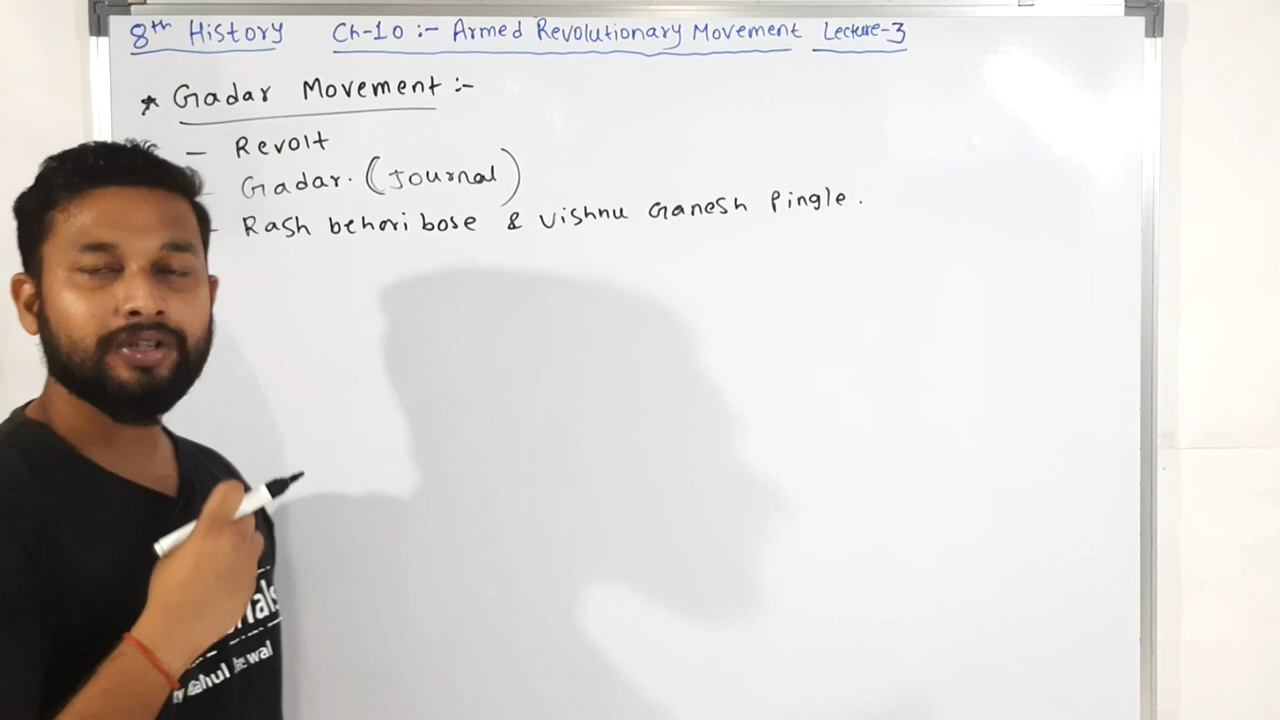 8th History Ch-10 :- Armed Revolutionary Movement Lecture-3
* Gadar Movement :-
– Revolt
Gadar. (Journal)
- Rash behari bose & Vishnu Ganesh Pingle.